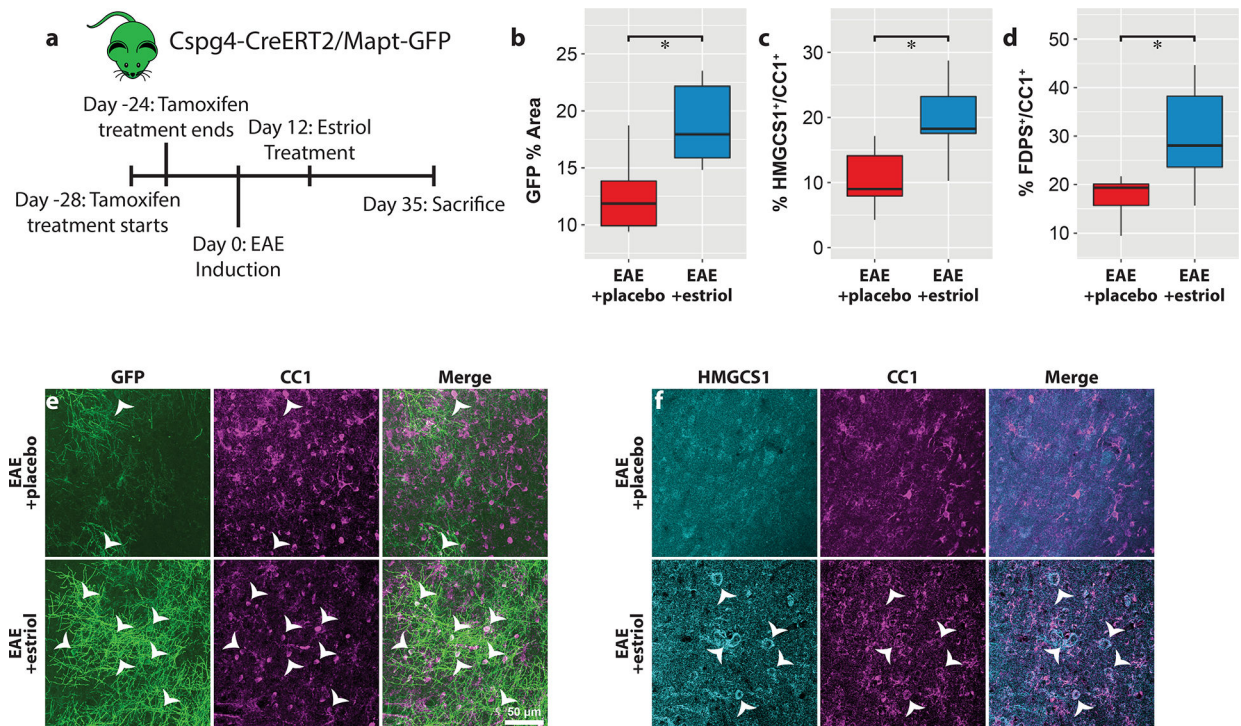 a
Cspg4-CreERT2/Mapt-GFP
Day -24: Tamoxifen
treatment ends
Day 12: Estriol
Treatment
Day -28: Tamoxifen
treatment starts
Day 0: EAE
Induction
Day 35: Sacrifice
b
*
GFP % Area
25
20
15
10
EAE
+placebo
EAE
+estriol
c
*
% HMGCS1+/CC1+
30
20
10
0
EAE
+placebo
EAE
+estriol
d
*
% FDPS+/CC1+
50
40
30
20
10
EAE
+placebo
EAE
+estriol
GFP
CC1
Merge
e
EAE
+placebo
EAE
+estriol
50 µm
HMGCS1
CC1
Merge
f
EAE
+placebo
EAE
+estriol